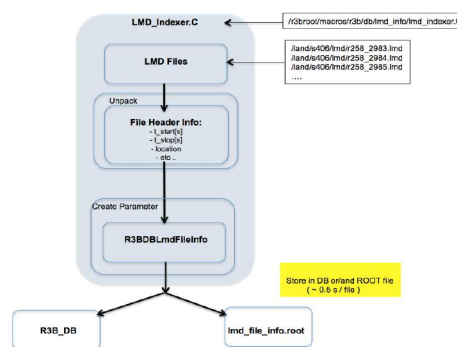 LMD_Indexer.C
/r3broot/macros/r3b/db/lmd_info/lmd_indaxer.
LMD Files
/land/s406/lmd/r258_2983.lmd
/land/s406/lmd/r258_2984.lmd
/land/s406/lmd/r258_2985.lmd
....
Unpack
File Header Info:
- t_start[s]
- t_stop[s]
- location
- etc ..
Create Parameter
R3BDBLmdFileInfo
Store in DB or/and ROOT file
( ~ 0.5 s / file )
R3B_DB
lmd_file_info.root